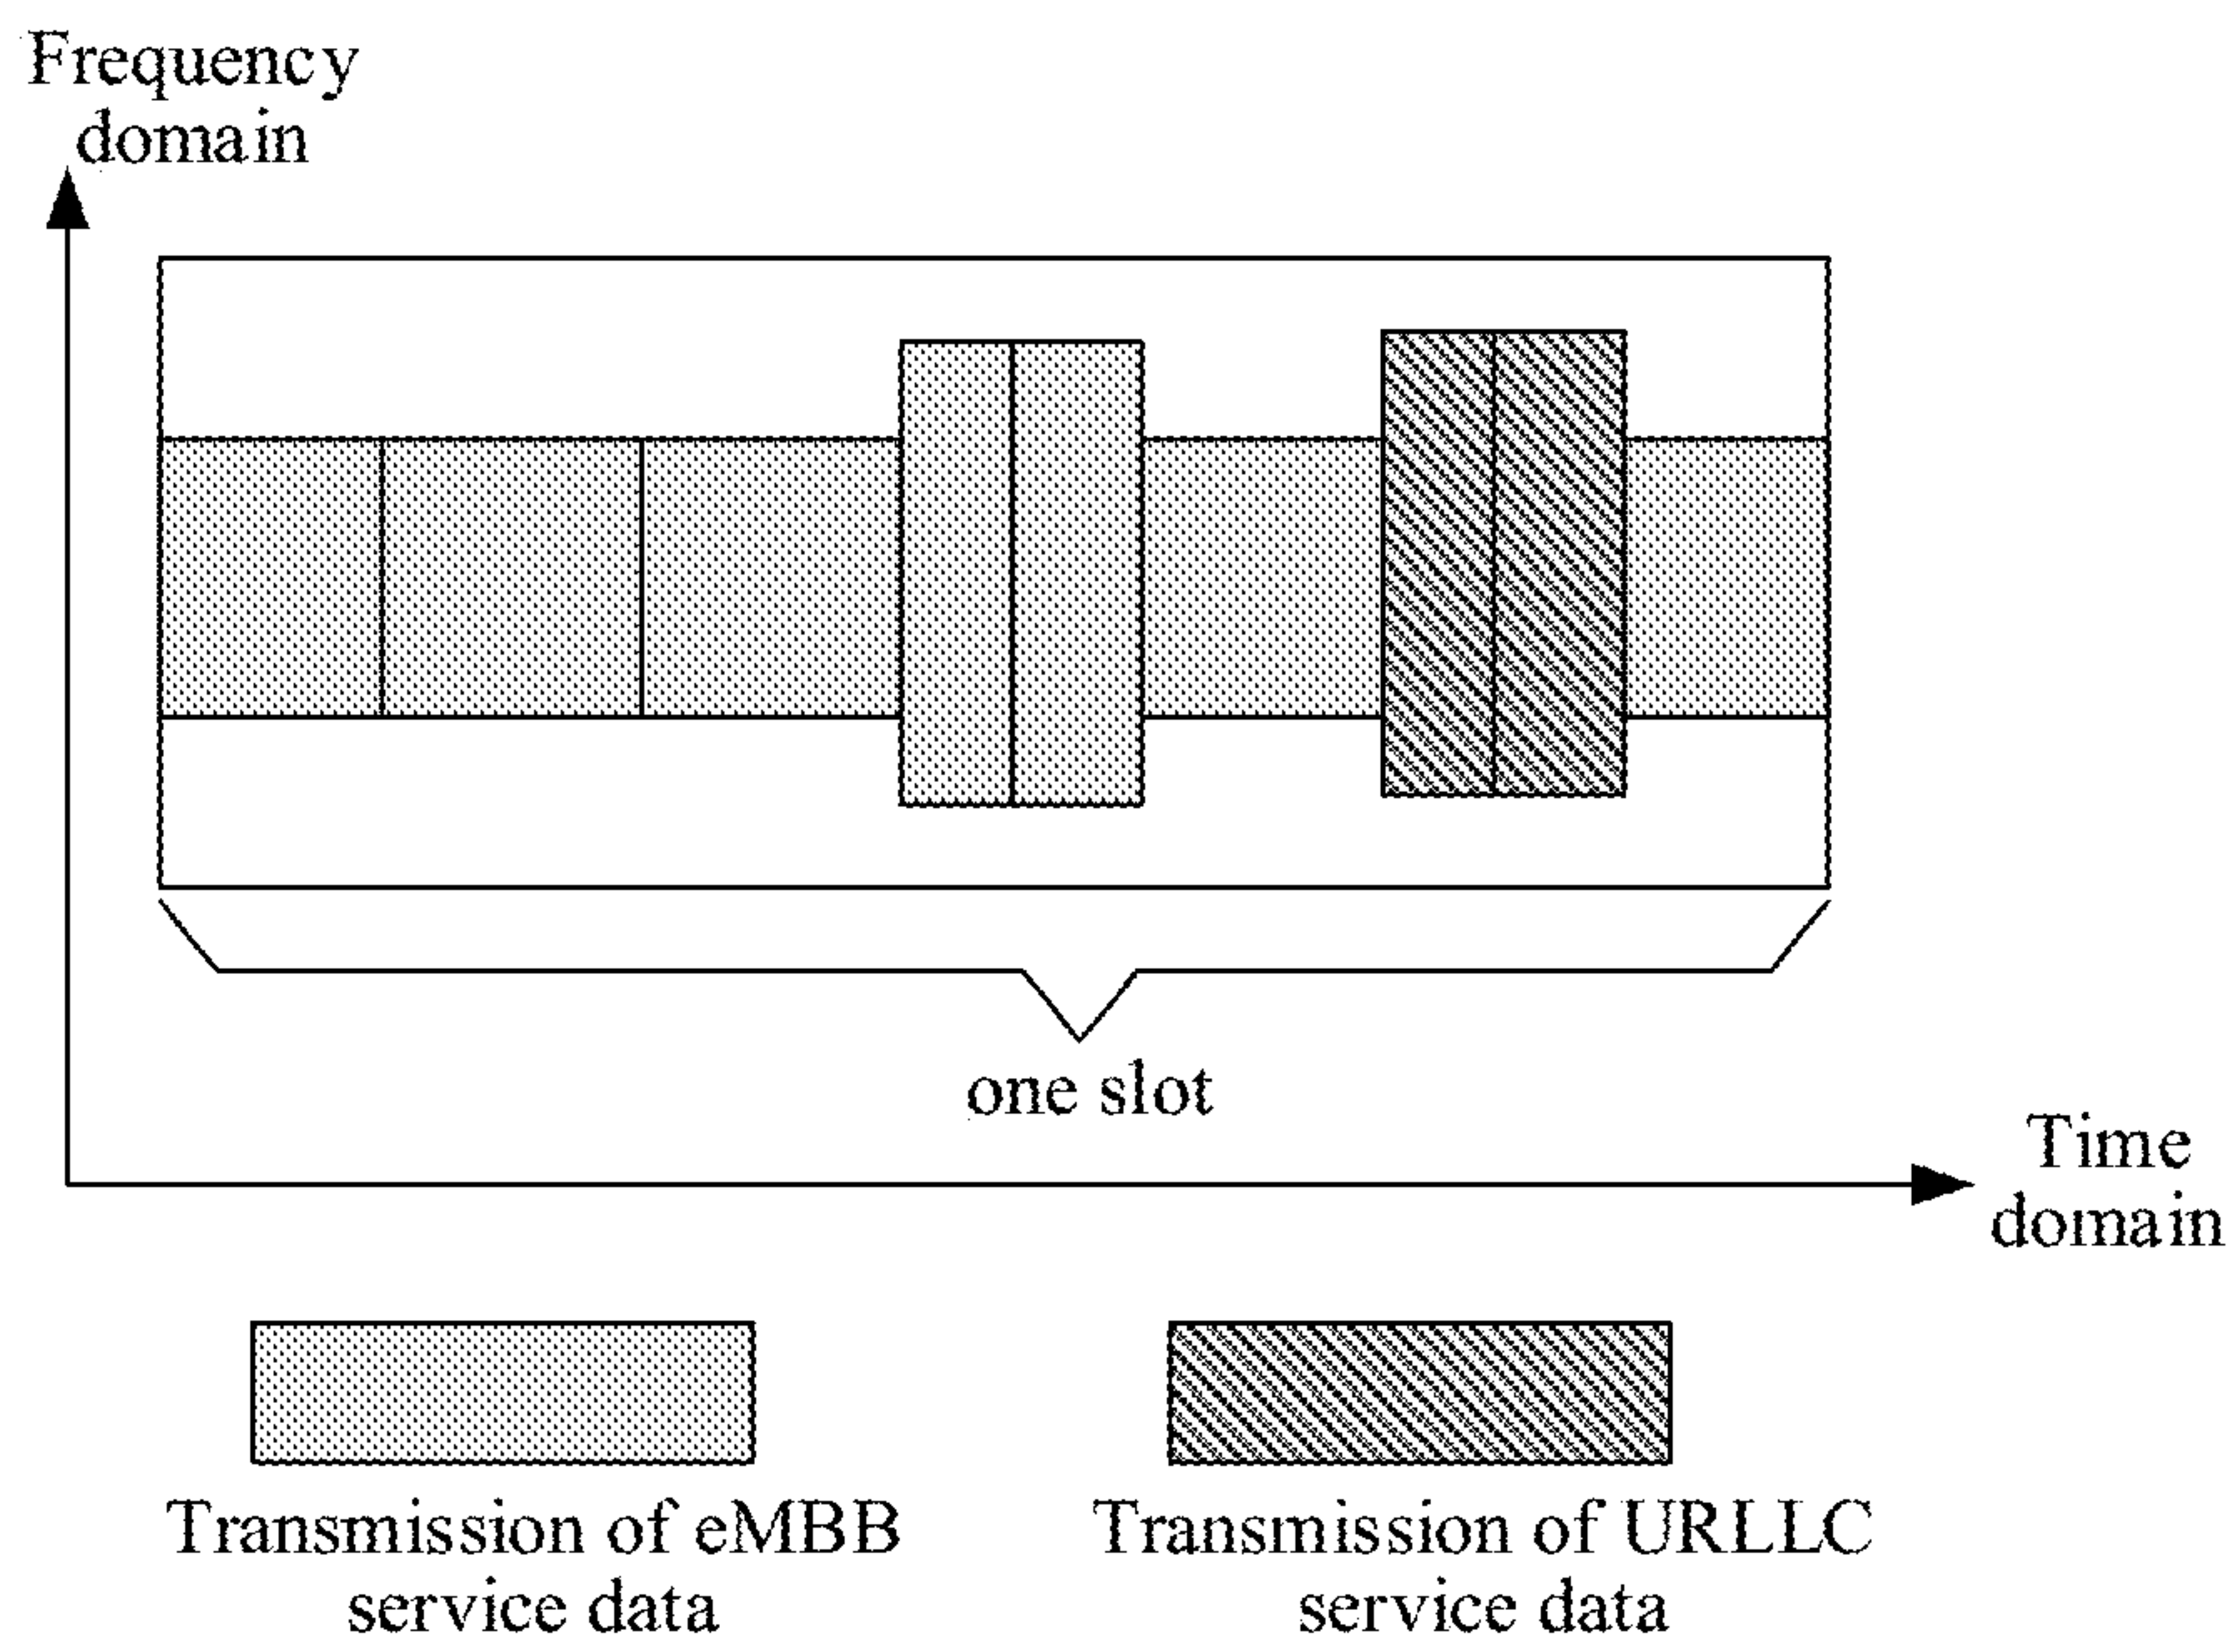 Frequency
domain
one slot
Time
domain
Transmission of eMBB
service data
Transmission of URLLC
service data